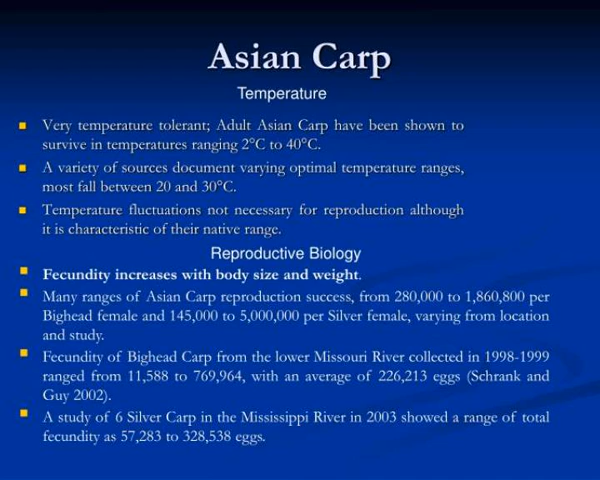 Asian Carp
Temperature
Very temperature tolerant; Adult Asian Carp have been shown to
survive in temperatures ranging 2°C to 40°C.
A variety of sources document varying optimal temperature ranges,
most fall between 20 and 30°C.
Temperature fluctuations not necessary for reproduction although
it is characteristic of their native range.
Reproductive Biology
Fecundity increases with body size and weight.
Many ranges of Asian Carp reproduction success, from 280,000 to 1,860,800 per
Bighead female and 145,000 to 5,000,000 per Silver female, varying from location
and study.
Fecundity of Bighead Carp from the lower Missouri River collected in 1998-1999
ranged from 11,588 to 769,964, with an average of 226,213 eggs (Schrank and
Guy 2002).
A study of 6 Silver Carp in the Mississippi River in 2003 showed a range of total
fecundity as 57,283 to 328,538 eggs.